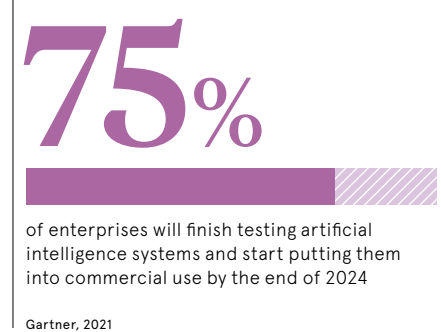 75%
of enterprises will finish testing artificial
intelligence systems and start putting them
into commercial use by the end of 2024
Gartner, 2021